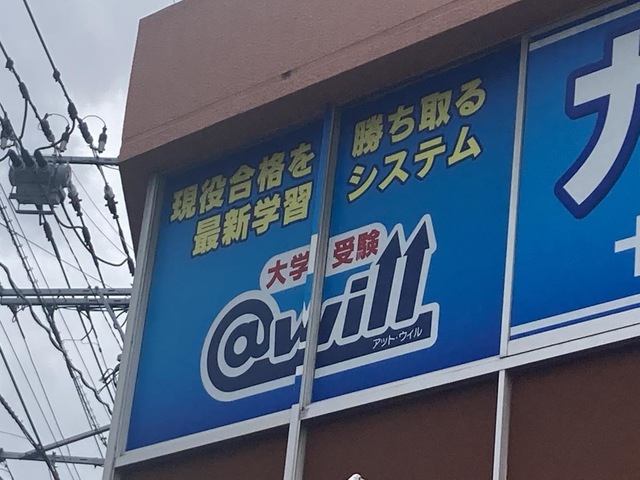 現役合格を勝ち取る
最新学習システム
大学受験
@will
アット・ウイル